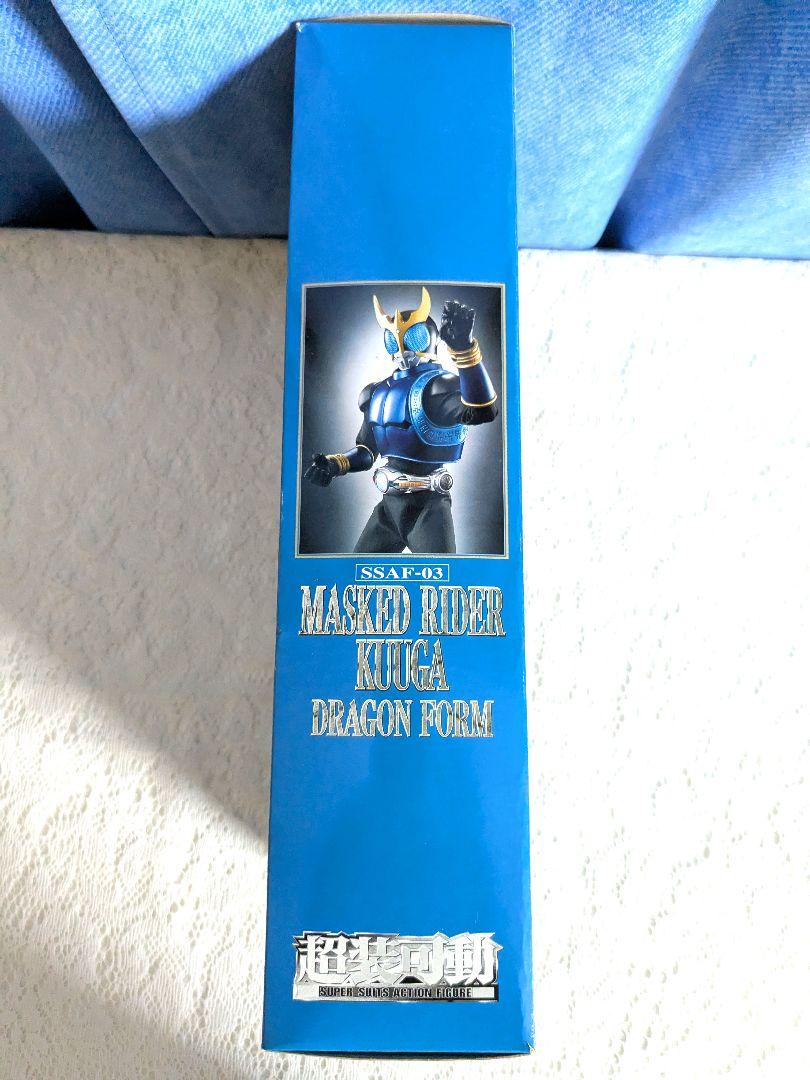 SSAF-03
MASKED RIDER
KUUGA
DRAGON FORM
超装可動
SUPER SUITS ACTION FIGURE